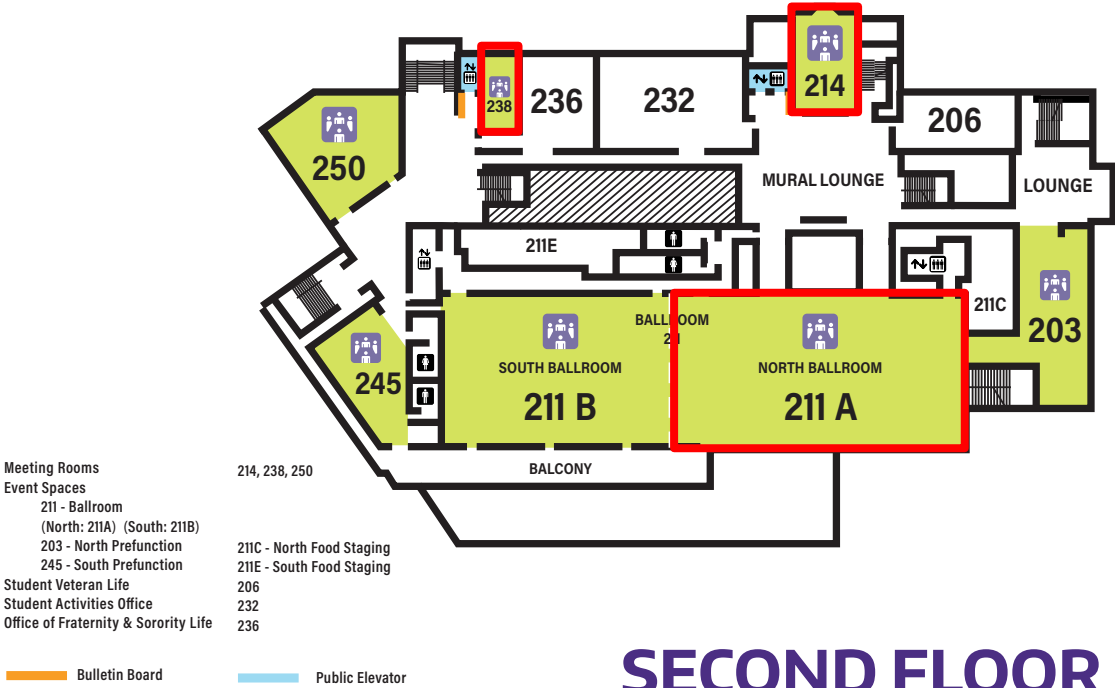 214
238
236
232
206
250
MURAL LOUNGE
LOUNGE
211E
211C
203
BALLROOM
SOUTH BALLROOM
NORTH BALLROOM
245
211 B
211 A
BALCONY
Meeting Rooms 214, 238, 250
Event Spaces
211 - Ballroom
(North: 211A) (South: 211B)
203 - North Prefunction 211C - North Food Staging
245 - South Prefunction 211E - South Food Staging
Student Veteran Life 206
Student Activities Office 232
Office of Fraternity & Sorority Life 236
Bulletin Board Public Elevator
SECOND FLOOR